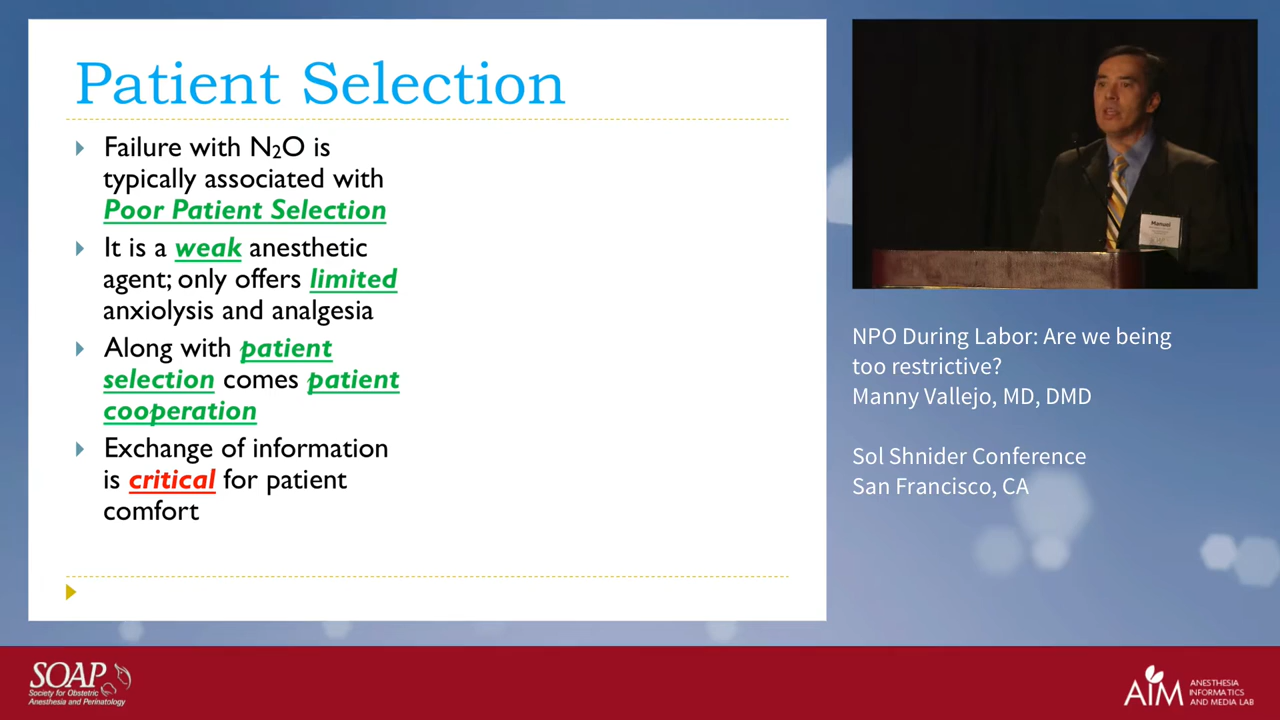 Patient Selection
Failure with N₂O is
typically associated with
Poor Patient Selection
It is a weak anesthetic
agent; only offers limited
anxiolysis and analgesia
Along with patient
selection comes patient
cooperation
Exchange of information
is critical for patient
comfort
Manuel
NPO During Labor: Are we being
too restrictive?
Manny Vallejo, MD, DMD
Sol Shnider Conference
San Francisco, CA
SOAP
Society for Obstetric
Anesthesia and Perinatology
AIM
ANESTHESIA
INFORMATICS
AND MEDIA LAB